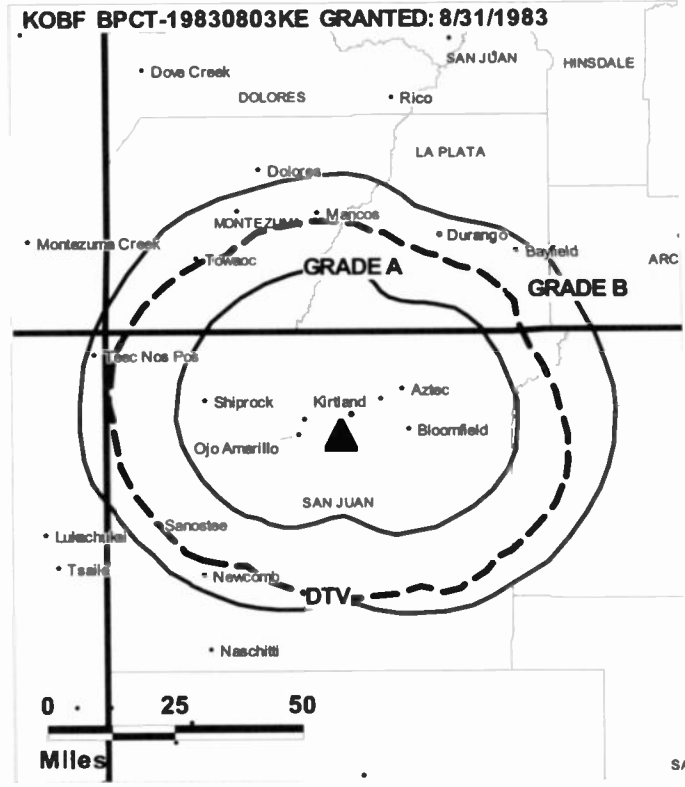 KOBF BPCT-19830803KE GRANTED: 8/31/1983
SAN JUAN
HINSDALE
Dove Creek
DOLORES
Rico
LA PLATA
Dolores
MONTEZUMA
Mancos
Durango
Montezuma Creek
Bayfield
Towaoc
ARC
GRADE A
GRADE B
Teec Nos Pos
Shiprock
Kirtland
Aztec
Ojo Amarillo
Bloomfield
SAN JUAN
Sanostee
Lukachukai
Tsaile
Newcomb
DTV
Naschitti
0 25 50
Miles
SA